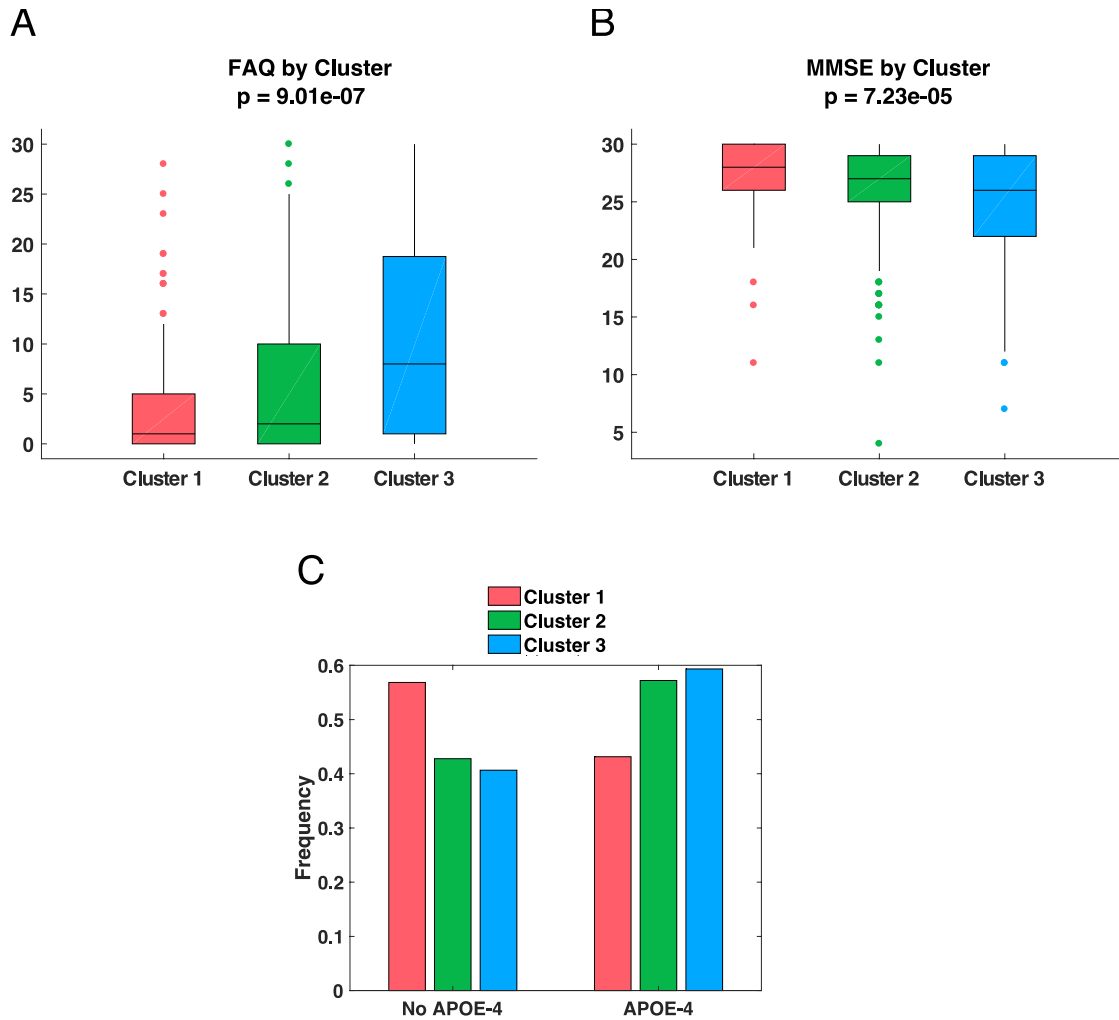 A
FAQ by Cluster
p = 9.01e-07
30
25
20
15
10
5
0
Cluster 1
Cluster 2
Cluster 3
B
MMSE by Cluster
p = 7.23e-05
30
25
20
15
10
5
Cluster 1
Cluster 2
Cluster 3
C
Cluster 1
Cluster 2
Cluster 3
Frequency
0.6
0.5
0.4
0.3
0.2
0.1
0
No APOE-4
APOE-4